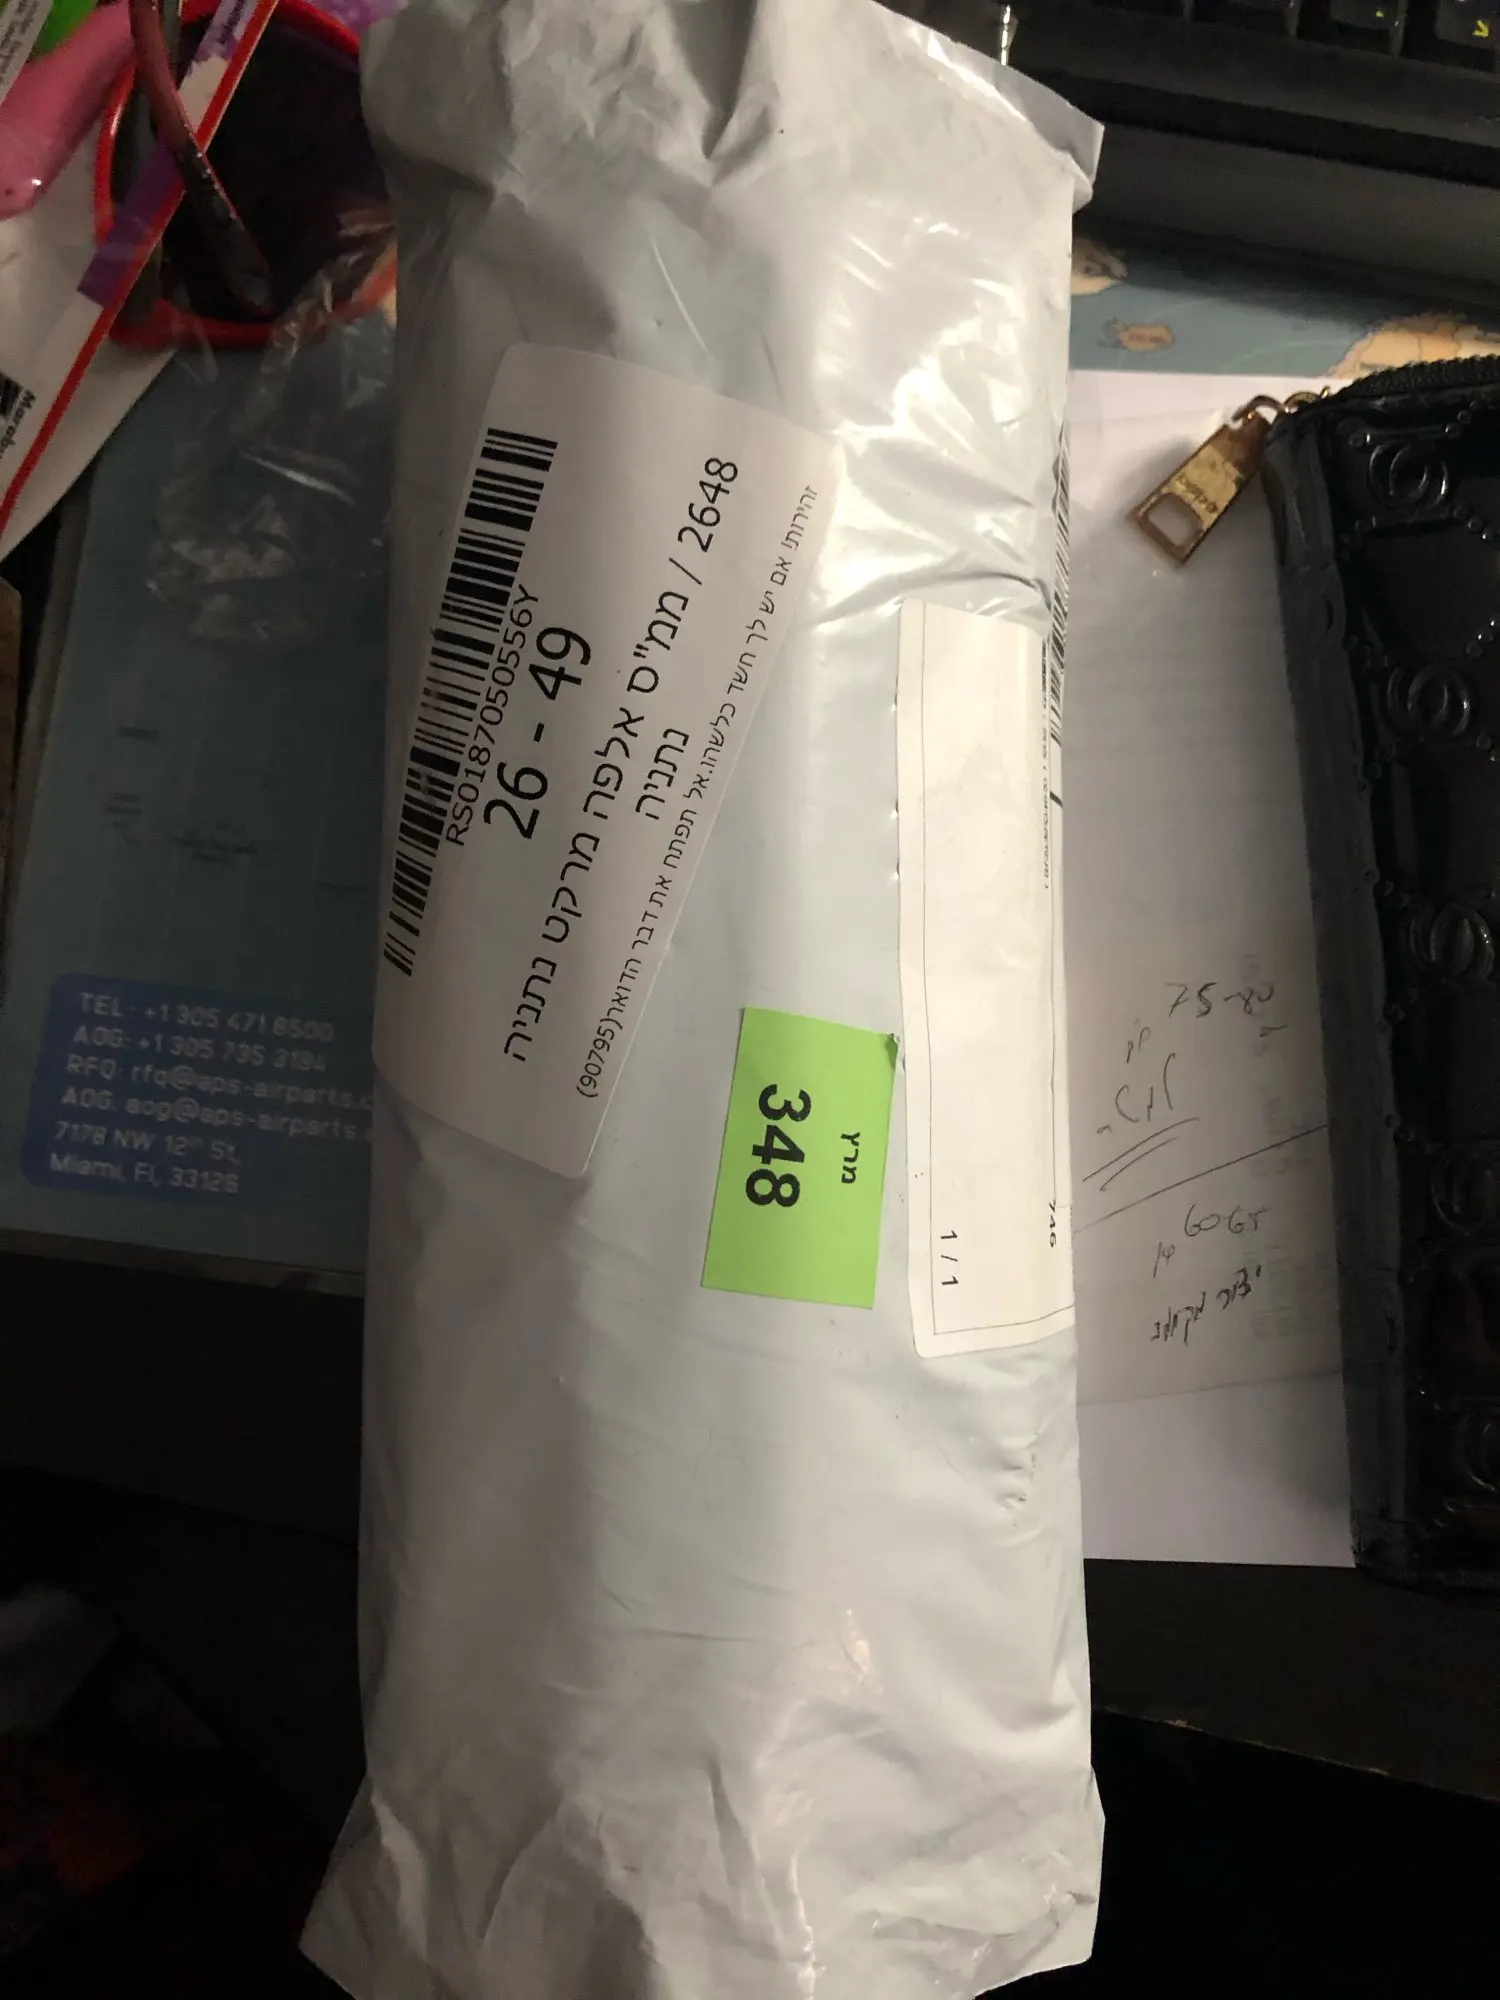 RS0187050556Y
26 - 49
2648 / ממ"ס אלפה מרקט נתניה
נתניה
זהירות! אם יש לך חשד כלשהו.אל תפתח את דבר הדואר(90795)
מרץ
348
746
1 / 1
TEL: +1 305 471 6500
AOG: +1 305 735 3194
RFQ: rfq@aps-airparts.
AOG: aog@aps-airparts.
7178 NW 12th St,
Miami, Fl, 33126
75-80
60 65